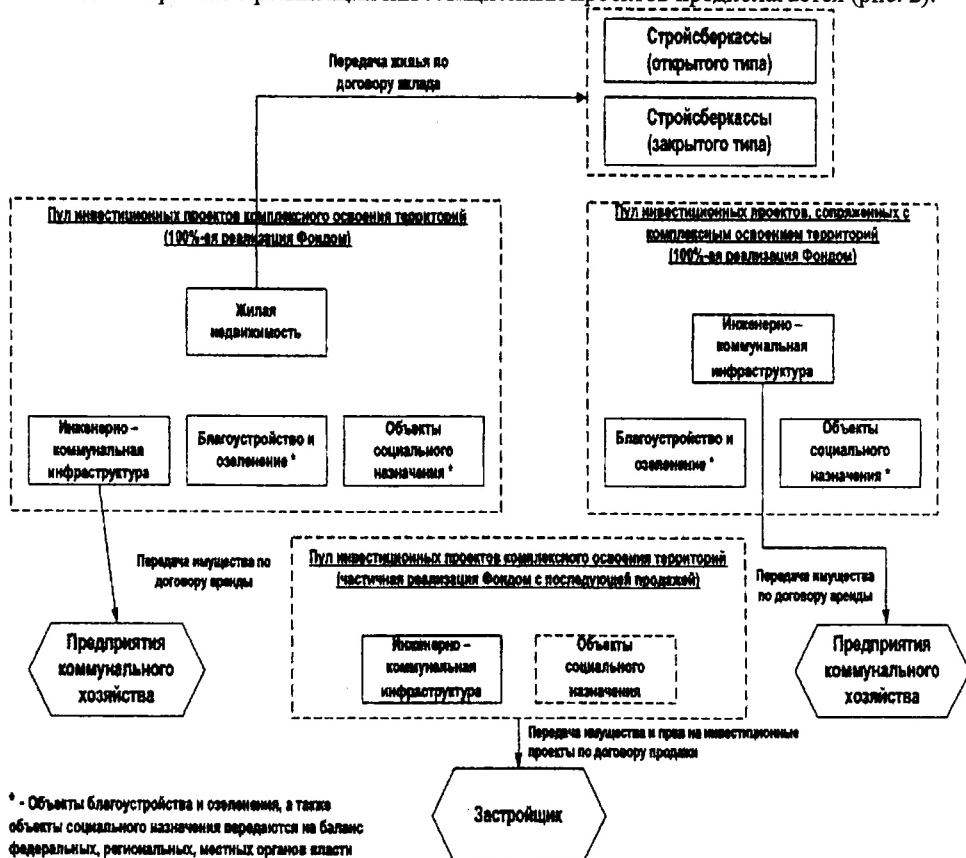 проектов предполагается (рис. 2).
Стройсберкассы
(открытого типа)
Стройсберкассы
(закрытого типа)
Передача жилья по
договору вклада
Пул инвестиционных проектов комплексного освоения территорий
(100%-ая реализация Фондом)
Жилая
недвижимость
Инженерно –
коммунальная
инфраструктура
Благоустройство и
озеленение *
Объекты
социального
назначения *
Пул инвестиционных проектов, сопряженных с
комплексным освоением территорий
(100%-ая реализация Фондом)
Инженерно –
коммунальная
инфраструктура
Благоустройство и
озеленение *
Объекты
социального
назначения *
Передача имущества по
договору аренды
Предприятия
коммунального
хозяйства
Пул инвестиционных проектов комплексного освоения территорий
(частичная реализация Фондом с последующей продажей)
Инженерно –
коммунальная
инфраструктура
Объекты
социального
назначения
Передача имущества
по договору аренды
Предприятия
коммунального
хозяйства
Передача имущества и прав на инвестиционные
проекты по договору продажи
Застройщик
* - Объекты благоустройства и озеленения, а также
объекты социального назначения передаются на баланс
федеральных, региональных, местных органов власти